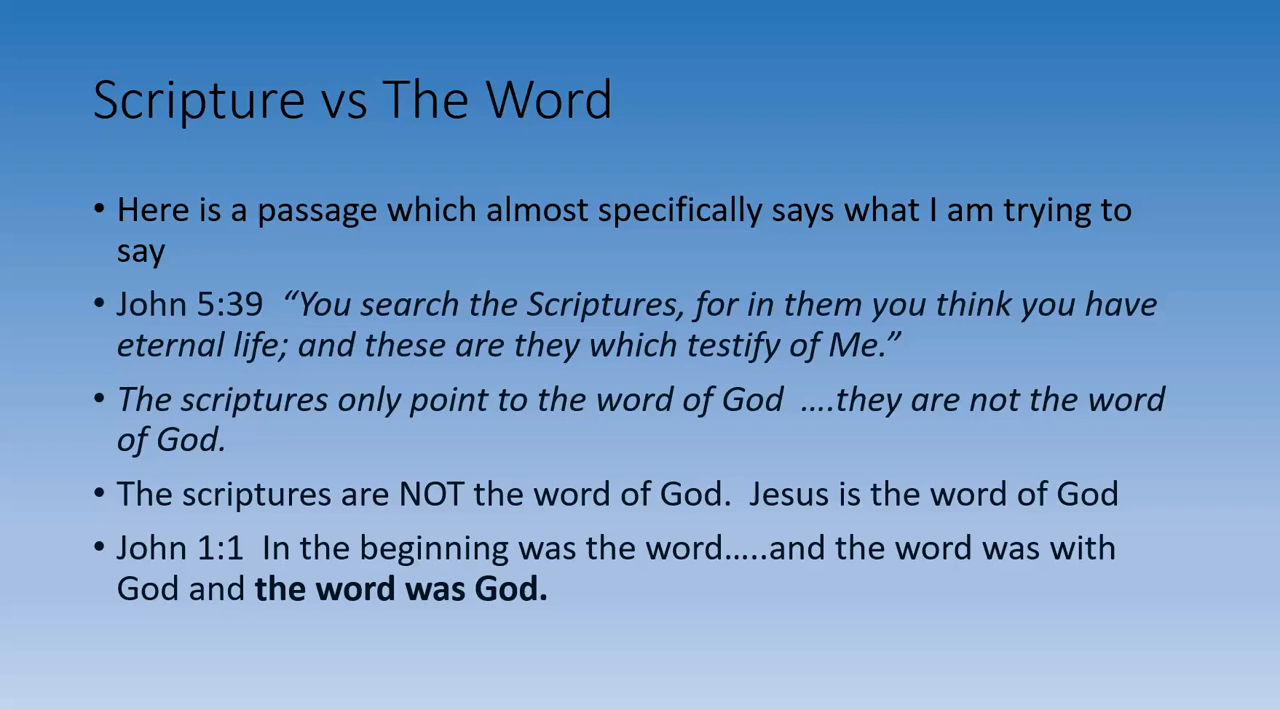 Scripture vs The Word
• Here is a passage which almost specifically says what I am trying to
say
• John 5:39  “You search the Scriptures, for in them you think you have
eternal life; and these are they which testify of Me.”
• The scriptures only point to the word of God  ….they are not the word
of God.
• The scriptures are NOT the word of God.  Jesus is the word of God
• John 1:1  In the beginning was the word…..and the word was with
God and the word was God.